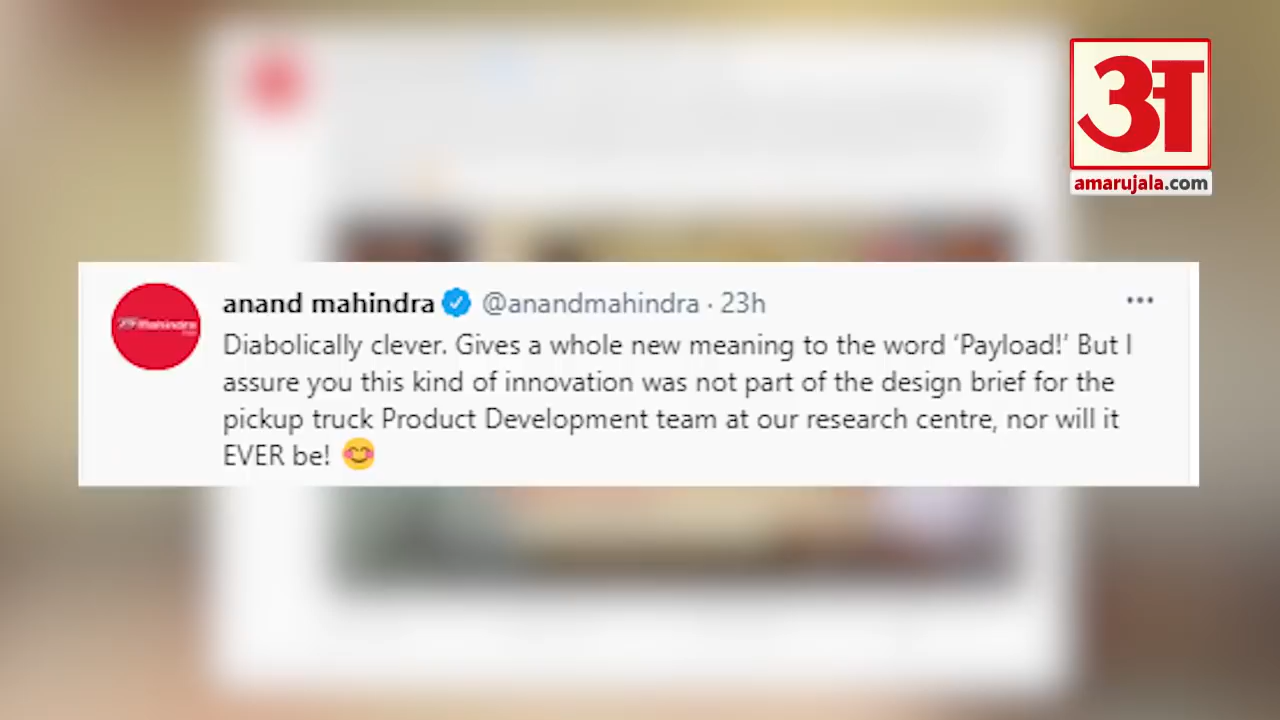 अ
amarujala.com
anand mahindra @anandmahindra · 23h
Diabolically clever. Gives a whole new meaning to the word ‘Payload!’ But I
assure you this kind of innovation was not part of the design brief for the
pickup truck Product Development team at our research centre, nor will it
EVER be! 😊